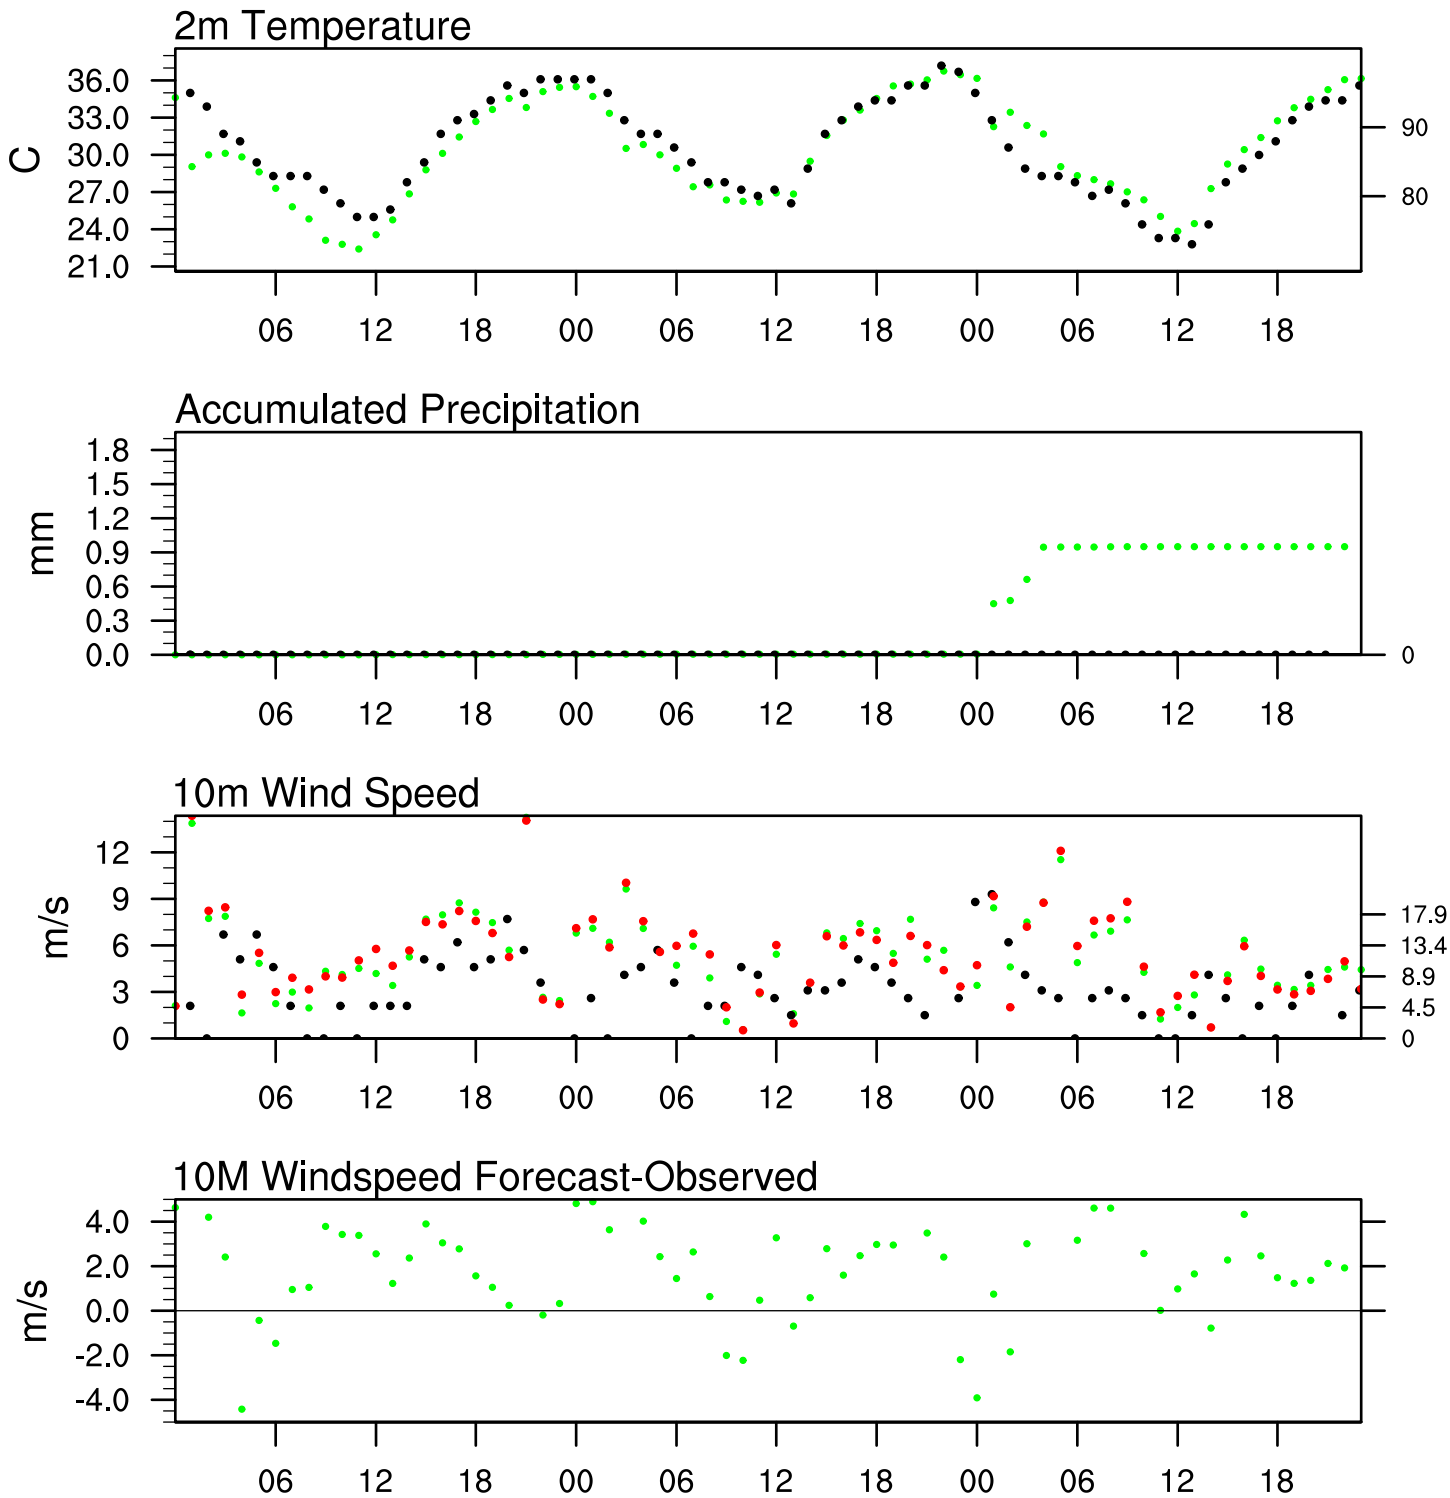 2m Temperature
36.0
33.0
30.0
27.0
24.0
21.0
C
90
80
06 12 18 00 06 12 18 00 06 12 18
Accumulated Precipitation
1.8
1.5
1.2
0.9
0.6
0.3
0.0
mm
0
06 12 18 00 06 12 18 00 06 12 18
10m Wind Speed
12
9
6
3
0
m/s
17.9
13.4
8.9
4.5
0
06 12 18 00 06 12 18 00 06 12 18
10M Windspeed Forecast-Observed
4.0
2.0
0.0
-2.0
-4.0
m/s
06 12 18 00 06 12 18 00 06 12 18